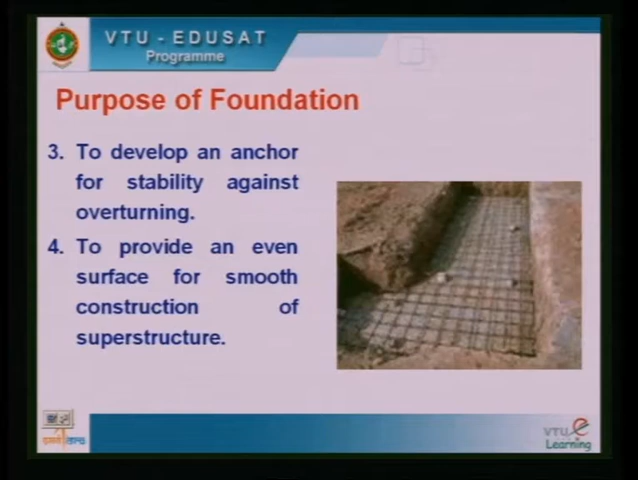 VTU - EDUSAT
Programme
Purpose of Foundation
3. To develop an anchor
for stability against
overturning.
4. To provide an even
surface for smooth
construction of
superstructure.
VTU e
Learning